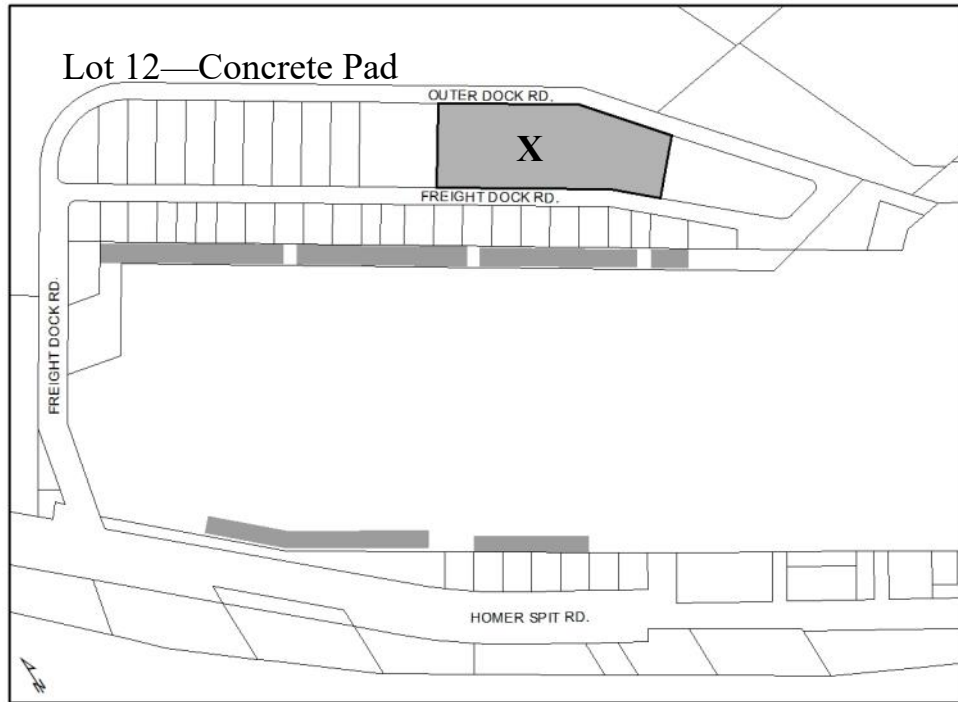 Lot 12—Concrete Pad
OUTER DOCK RD.
X
FREIGHT DOCK RD.
FREIGHT DOCK RD.
HOMER SPIT RD.
N